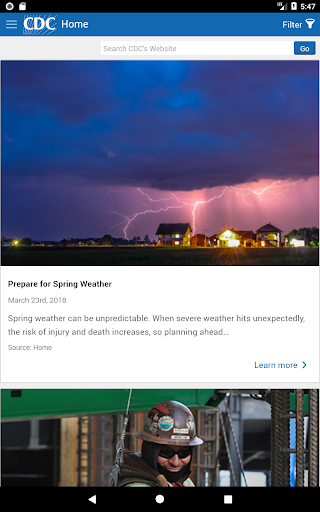 5:47
CDC Home
Filter
Search CDC's Website
Go
Prepare for Spring Weather
March 23rd, 2018
Spring weather can be unpredictable. When severe weather hits unexpectedly,
the risk of injury and death increases, so planning ahead...
Source: Home
Learn more